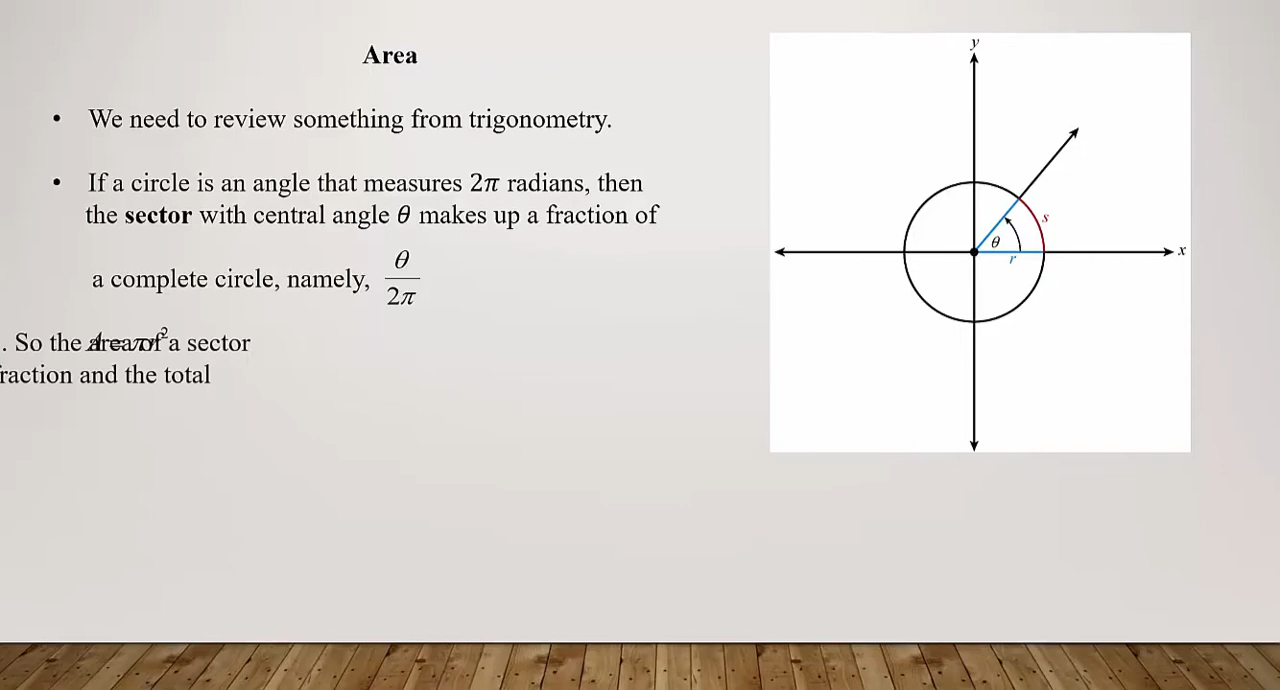 Area
• We need to review something from trigonometry.
• If a circle is an angle that measures 2π radians, then
the sector with central angle θ makes up a fraction of
a complete circle, namely, θ/2π
. So the area of a sector
raction and the total
y
s
θ
r
x